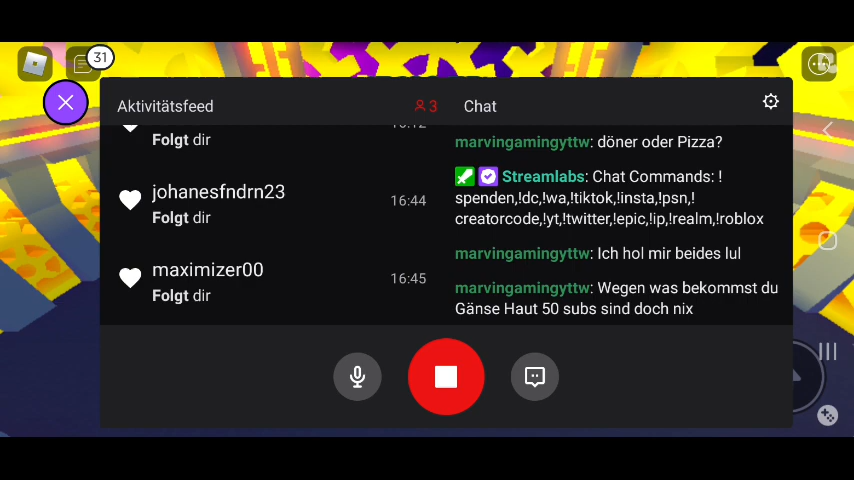 31
Aktivitätsfeed
3
Chat
Folgt dir
johanesfndrn23
16:44
Folgt dir
maximizer00
16:45
Folgt dir
marvingamingyttw: döner oder Pizza?
Streamlabs: Chat Commands: !
spenden,!dc,!wa,!tiktok,!insta,!psn,!
creatorcode,!yt,!twitter,!epic,!ip,!realm,!roblox
marvingamingyttw: Ich hol mir beides lul
marvingamingyttw: Wegen was bekommst du
Gänse Haut 50 subs sind doch nix